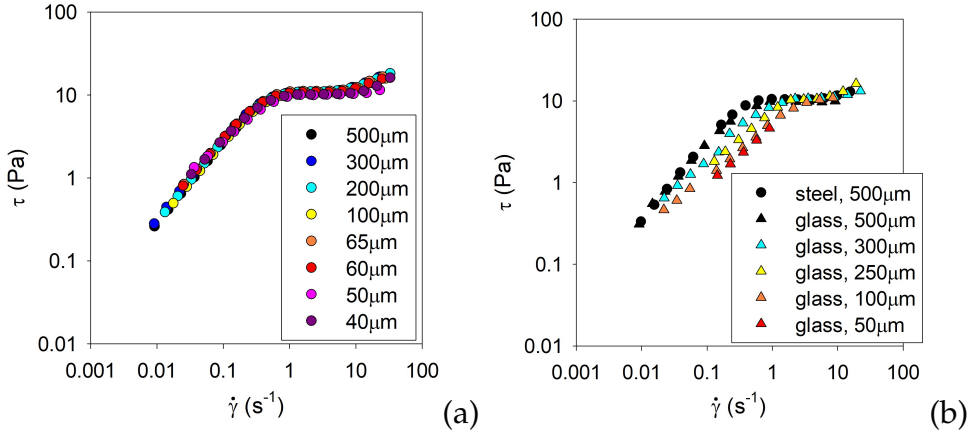 100
10
1
0.1
0.01
τ (Pa)
0.001 0.01 0.1 1 10 100
γ̇ (s⁻¹)
500μm
300μm
200μm
100μm
65μm
60μm
50μm
40μm
(a)
100
10
1
0.1
0.01
τ (Pa)
0.001 0.01 0.1 1 10 100
γ̇ (s⁻¹)
steel, 500μm
glass, 500μm
glass, 300μm
glass, 250μm
glass, 100μm
glass, 50μm
(b)